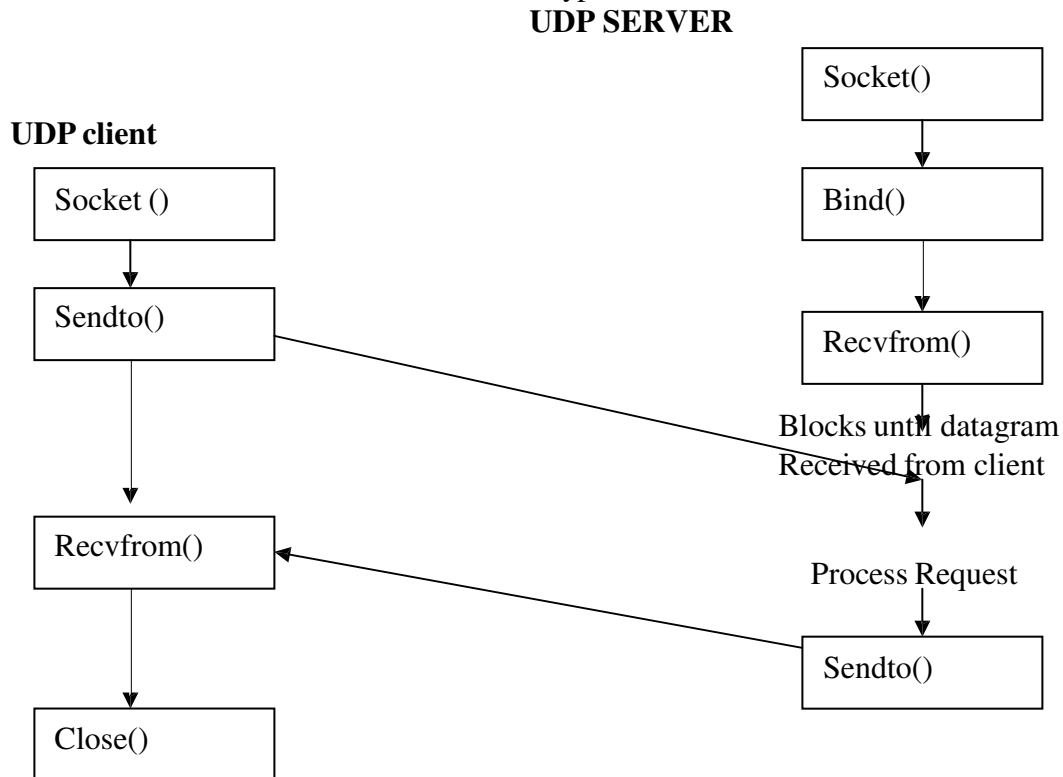 UDP SERVER
Socket()
UDP client
Socket ()
Bind()
Sendto()
Recvfrom()
Blocks until datagram
Received from client
Recvfrom()
Process Request
Sendto()
Close()